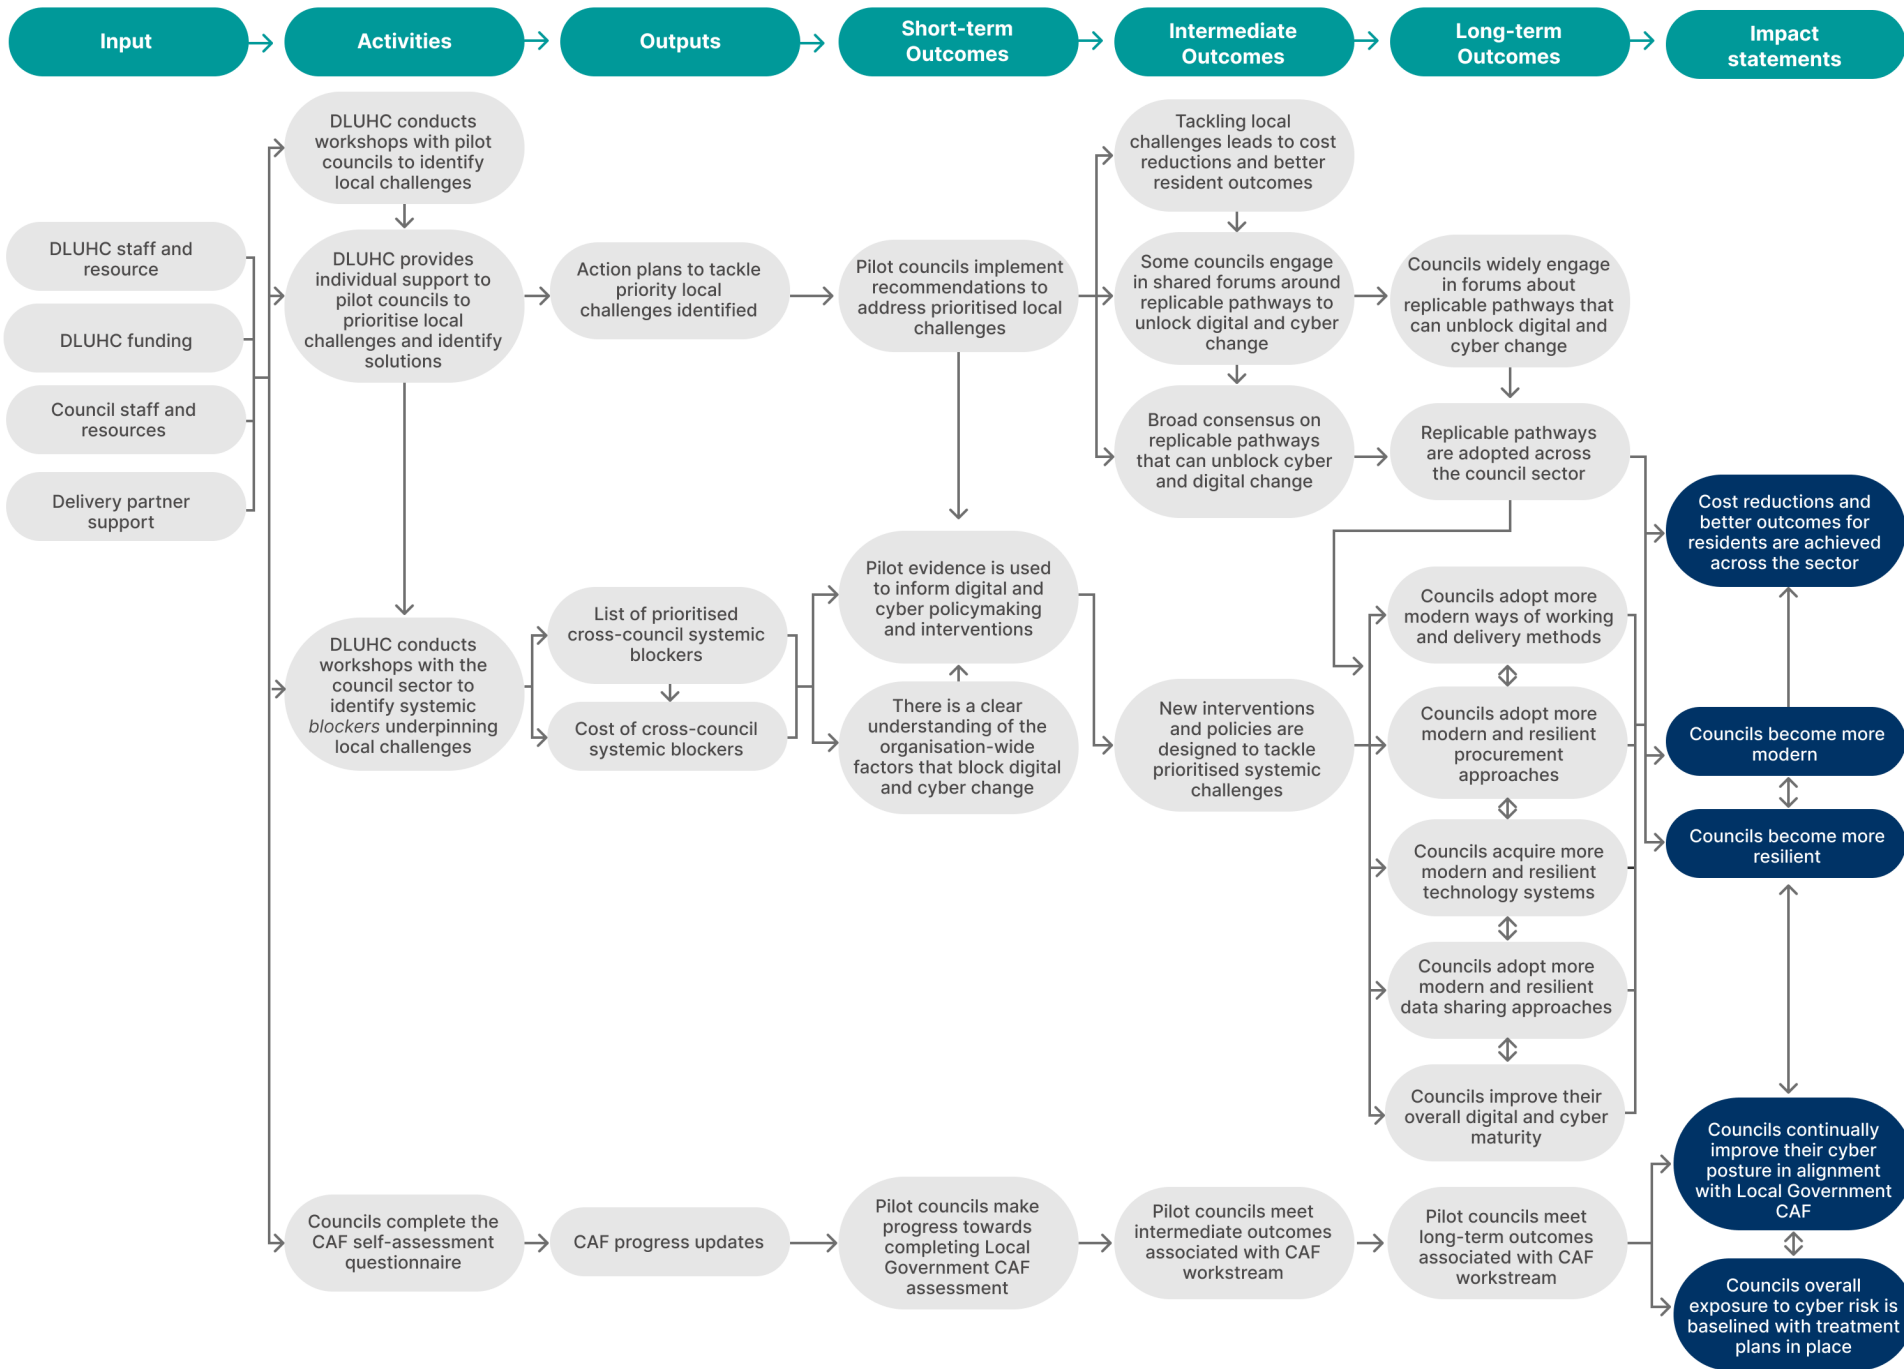 Input
Activities
Outputs
Short-term
Outcomes
Intermediate
Outcomes
Long-term
Outcomes
Impact
statements
DLUHC staff and
resource
DLUHC funding
Council staff and
resources
Delivery partner
support
DLUHC conducts
workshops with pilot
councils to identify
local challenges
DLUHC provides
individual support to
pilot councils to
prioritise local
challenges and identify
solutions
DLUHC conducts
workshops with the
council sector to
identify systemic
blockers underpinning
local challenges
Councils complete the
CAF self-assessment
questionnaire
Action plans to tackle
priority local
challenges identified
List of prioritised
cross-council systemic
blockers
Cost of cross-council
systemic blockers
CAF progress updates
Pilot councils implement
recommendations to
address prioritised local
challenges
Pilot evidence is used
to inform digital and
cyber policymaking
and interventions
There is a clear
understanding of the
organisation-wide
factors that block digital
and cyber change
Pilot councils make
progress towards
completing Local
Government CAF
assessment
Tackling local
challenges leads to cost
reductions and better
resident outcomes
Some councils engage
in shared forums around
replicable pathways to
unlock digital and cyber
change
Broad consensus on
replicable pathways
that can unblock cyber
and digital change
New interventions
and policies are
designed to tackle
prioritised systemic
challenges
Pilot councils meet
intermediate outcomes
associated with CAF
workstream
Councils widely engage
in forums about
replicable pathways that
can unblock digital and
cyber change
Replicable pathways
are adopted across
the council sector
Councils adopt more
modern ways of working
and delivery methods
Councils adopt more
modern and resilient
procurement
approaches
Councils acquire more
modern and resilient
technology systems
Councils adopt more
modern and resilient
data sharing approaches
Councils improve their
overall digital and cyber
maturity
Pilot councils meet
long-term outcomes
associated with CAF
workstream
Cost reductions and
better outcomes for
residents are achieved
across the sector
Councils become more
modern
Councils become more
resilient
Councils continually
improve their cyber
posture in alignment
with Local Government
CAF
Councils overall
exposure to cyber risk is
baselined with treatment
plans in place